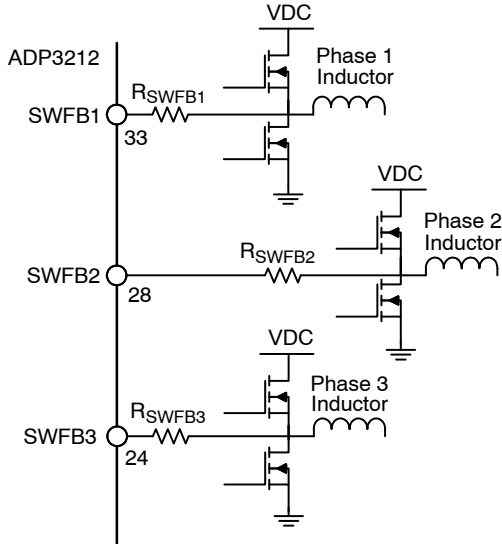 VDC
ADP3212
Phase 1
Inductor
RSWFB1
SWFB1
33
VDC
Phase 2
Inductor
RSWFB2
SWFB2
28
VDC
Phase 3
Inductor
RSWFB3
SWFB3
24